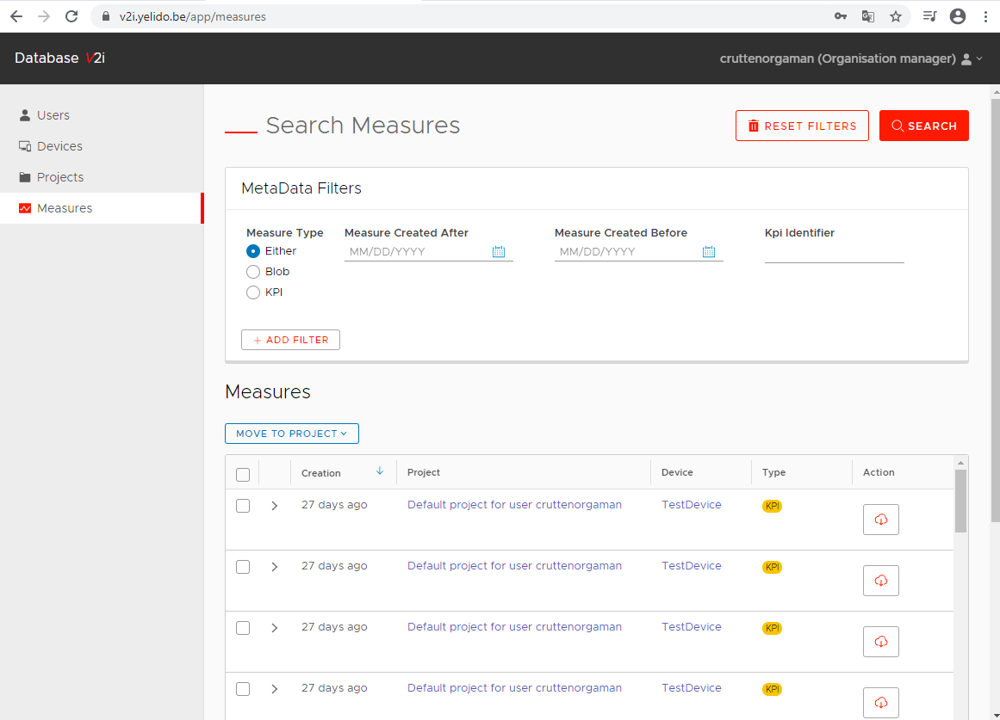 v2i.yelido.be/app/measures
Database V2i
cruttenorgaman (Organisation manager)
Users
Devices
Projects
Measures
Search Measures
RESET FILTERS
SEARCH
MetaData Filters
Measure Type
Measure Created After
Measure Created Before
Kpi Identifier
Either
MM/DD/YYYY
MM/DD/YYYY
Blob
KPI
+ ADD FILTER
Measures
MOVE TO PROJECT
Creation Project Device Type Action
27 days ago Default project for user cruttenorgaman TestDevice KPI
27 days ago Default project for user cruttenorgaman TestDevice KPI
27 days ago Default project for user cruttenorgaman TestDevice KPI
27 days ago Default project for user cruttenorgaman TestDevice KPI